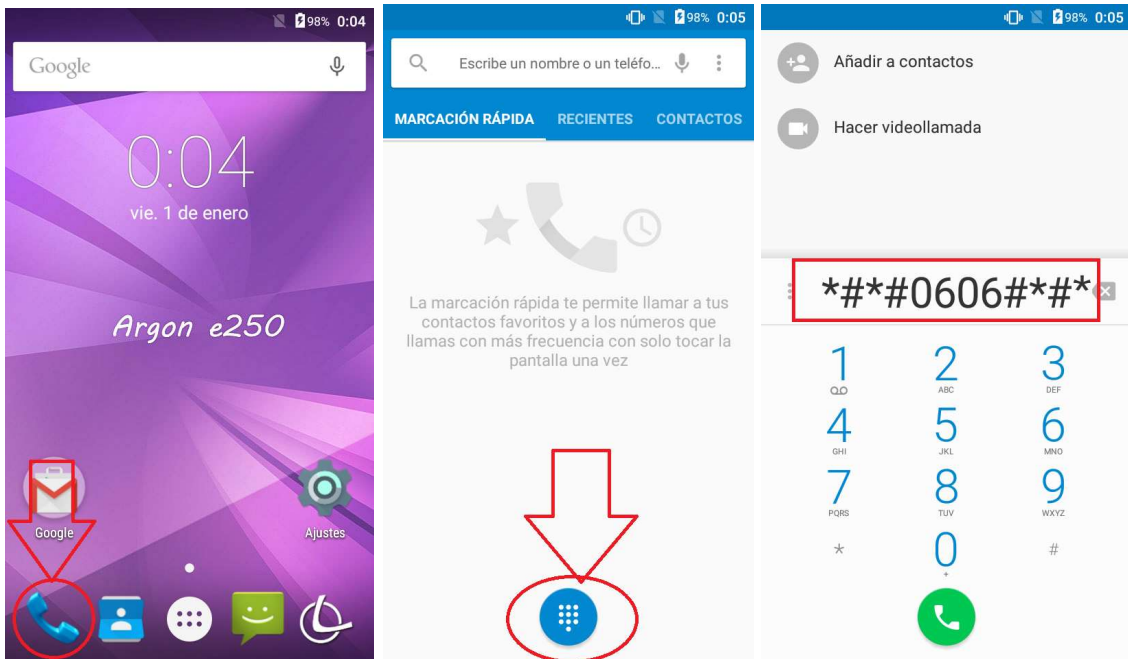 98% 0:04
Google
0:04
vie. 1 de enero
Argon e250
Google
Ajustes
98% 0:05
Escribe un nombre o un teléfo...
MARCACIÓN RÁPIDA RECIENTES CONTACTOS
La marcación rápida te permite llamar a tus
contactos favoritos y a los números que
llamas con más frecuencia con solo tocar la
pantalla una vez
98% 0:05
Añadir a contactos
Hacer videollamada
*#*#0606#*#*
1 2 3
ABC DEF
4 5 6
GHI JKL MNO
7 8 9
PQRS TUV WXYZ
* 0 #
+